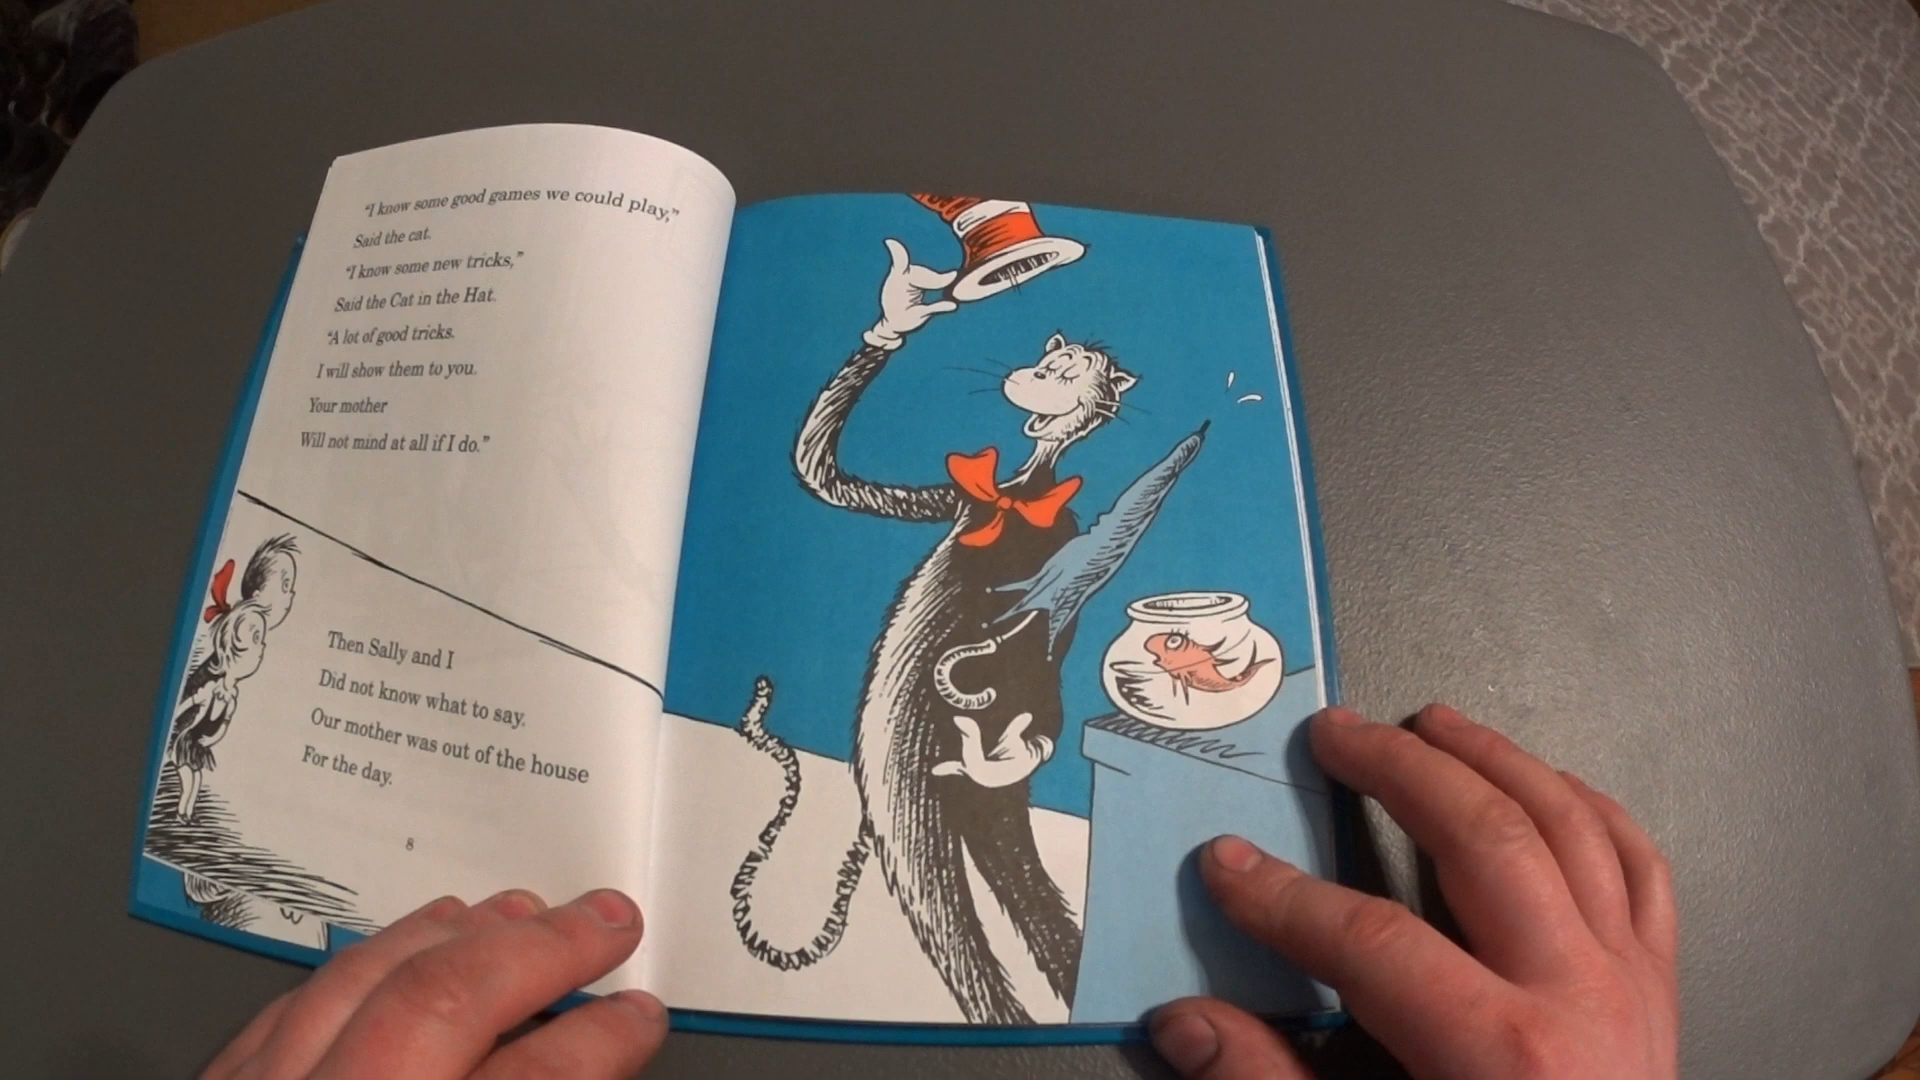 “I know some good games we could play,”
Said the cat.
“I know some new tricks,”
Said the Cat in the Hat.
“A lot of good tricks.
I will show them to you.
Your mother
Will not mind at all if I do.”
Then Sally and I
Did not know what to say.
Our mother was out of the house
For the day.
8